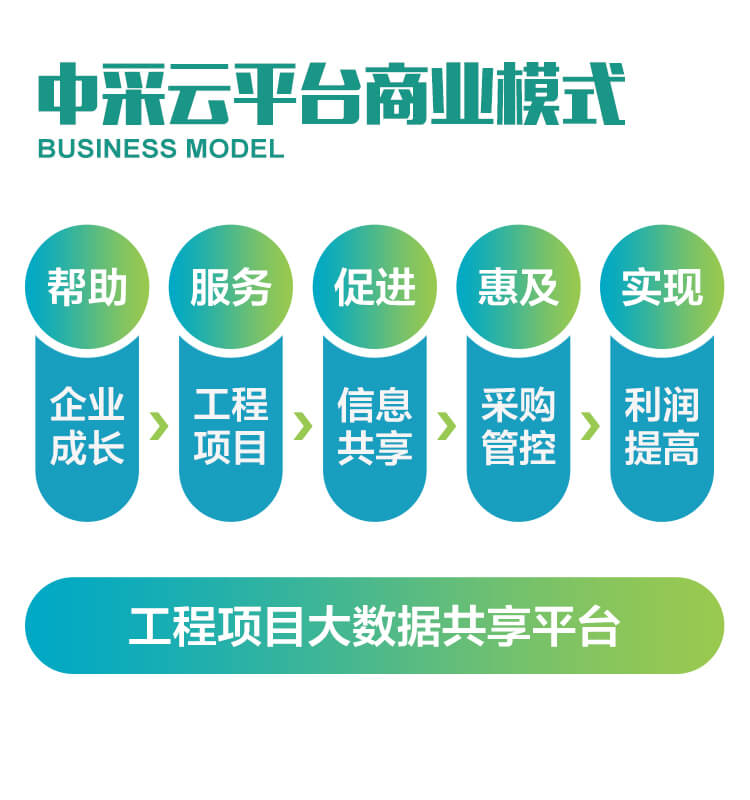 中采云平台商业模式
BUSINESS MODEL
帮助
企业
成长
服务
工程
项目
促进
信息
共享
惠及
采购
管控
实现
利润
提高
工程项目大数据共享平台